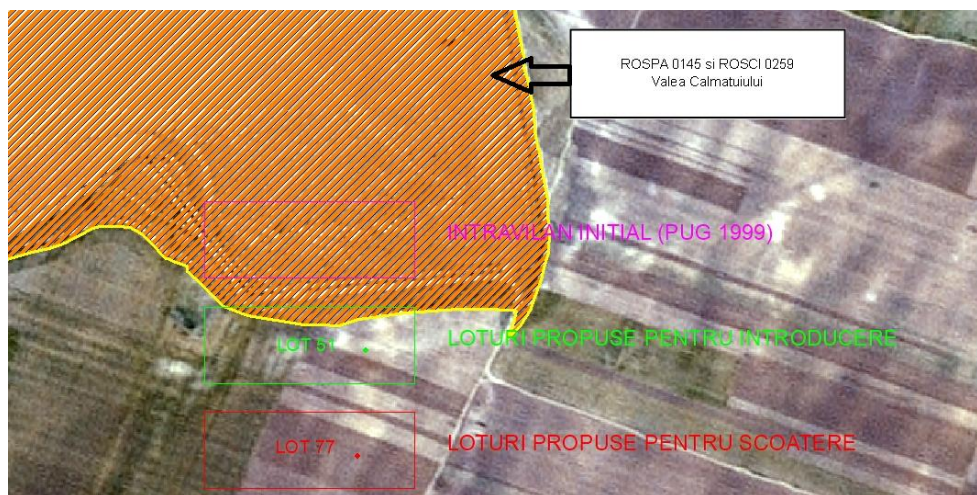 ROSPA 0145 si ROSCI 0259
Valea Calmatuiului
INTRAVILAN INITIAL (PUG 1999)
LOT 51 LOTURI PROPUSE PENTRU INTRODUCERE
LOT 77 LOTURI PROPUSE PENTRU SCOATERE